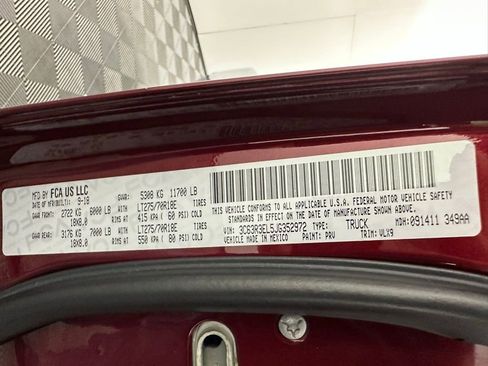 MFD BY FCA US LLC
DATE OF MFR(BUILT): 9-18 GVWR: 5308 KG 11700 LB
GAWR FRONT: 2722 KG 6000 LB WITH LT275/70R18E
18X8.0 RIMS AT 415 KPA ( 60 PSI) COLD
GAWR REAR: 3176 KG 7000 LB WITH LT275/70R18E
18X8.0 RIMS AT 550 KPA ( 80 PSI) COLD
THIS VEHICLE CONFORMS TO ALL APPLICABLE U.S.A. FEDERAL MOTOR VEHICLE SAFETY
STANDARDS IN EFFECT ON THE DATE OF MANUFACTURE SHOWN ABOVE.
VIN: 3C63R3EL5JG352972 TYPE: TRUCK MDH: 091411 349AA
VEHICLE MADE IN MEXICO PAINT: PRV TRIM: VLX9